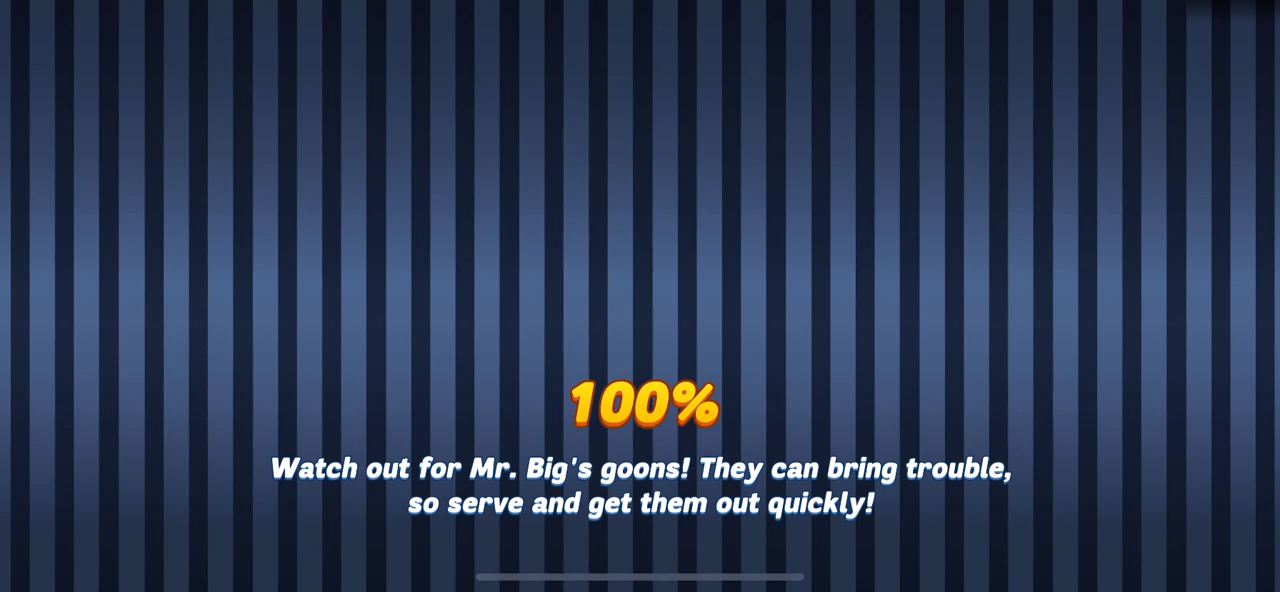 100%
Watch out for Mr. Big's goons! They can bring trouble,
so serve and get them out quickly!